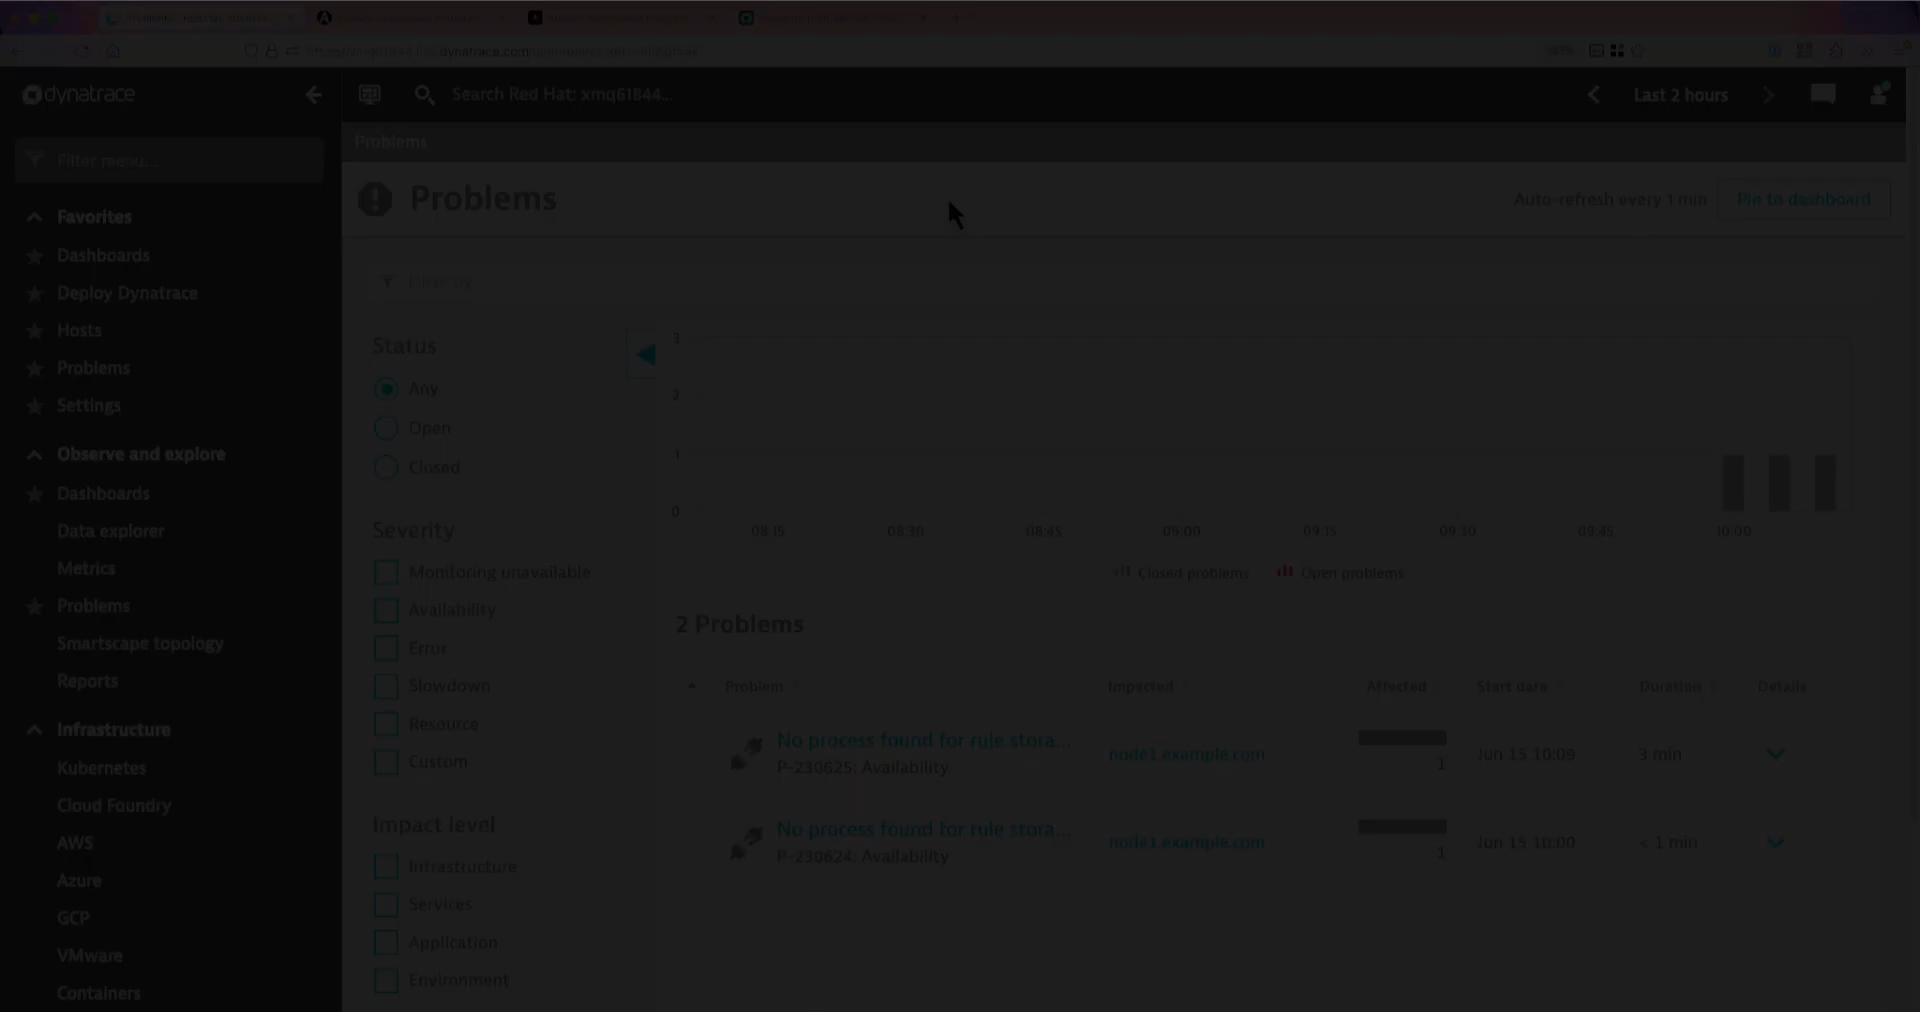 dynatrace.com
dynatrace
Search Red Hat: xmq61844...
Last 2 hours
Problems
Filter menu...
Problems
Auto-refresh every 1 min
Pin to dashboard
Favorites
Dashboards
Deploy Dynatrace
Hosts
Problems
Settings
Observe and explore
Dashboards
Data explorer
Metrics
Problems
Smartscape topology
Reports
Infrastructure
Kubernetes
Cloud Foundry
AWS
Azure
GCP
VMware
Containers
Filter by
Status
Any
Open
Closed
Severity
Monitoring unavailable
Availability
Error
Slowdown
Resource
Custom
Impact level
Infrastructure
Services
Application
Environment
3
2
1
0
08:15 08:30 08:45 09:00 09:15 09:30 09:45 10:00
Closed problems Open problems
2 Problems
Problem Impacted Affected Start date Duration Details
No process found for rule stora...
P-230625: Availability
node1.example.com
1
Jun 15 10:09
3 min
No process found for rule stora...
P-230624: Availability
node1.example.com
1
Jun 15 10:00
< 1 min